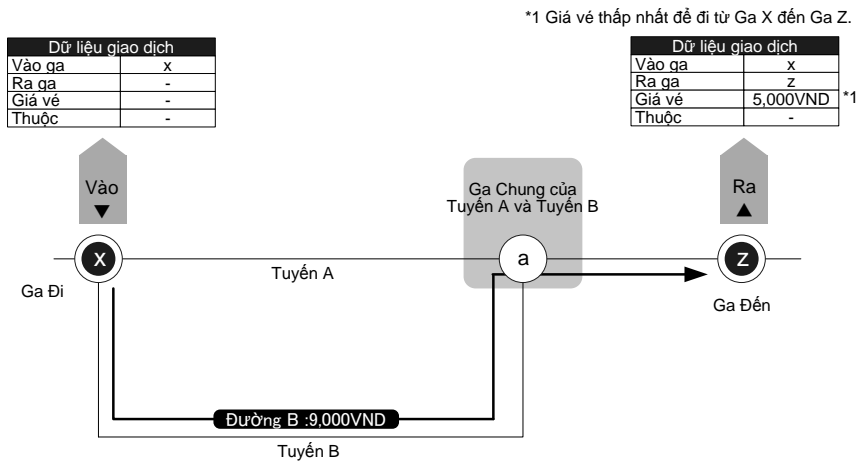 *1 Giá vé thấp nhất để đi từ Ga X đến Ga Z.
Dữ liệu giao dịch
Vào ga x
Ra ga -
Giá vé -
Thuộc -
Dữ liệu giao dịch
Vào ga x
Ra ga z
Giá vé 5,000VND *1
Thuộc -
Vào
Ga Chung của
Tuyến A và Tuyến B
Ra
x
a
z
Tuyến A
Ga Đi
Ga Đến
Đường B :9,000VND
Tuyến B